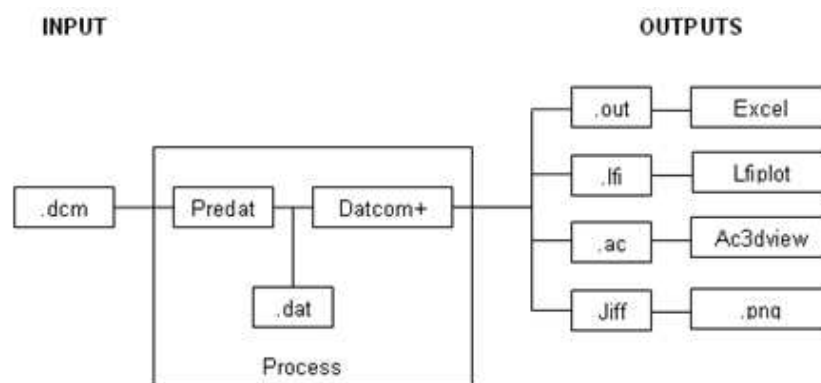 INPUT
OUTPUTS
.out
Excel
.lfi
Lfiplot
.dcm
Predat
Datcom+
.ac
Ac3dview
.dat
Jiff
.png
Process